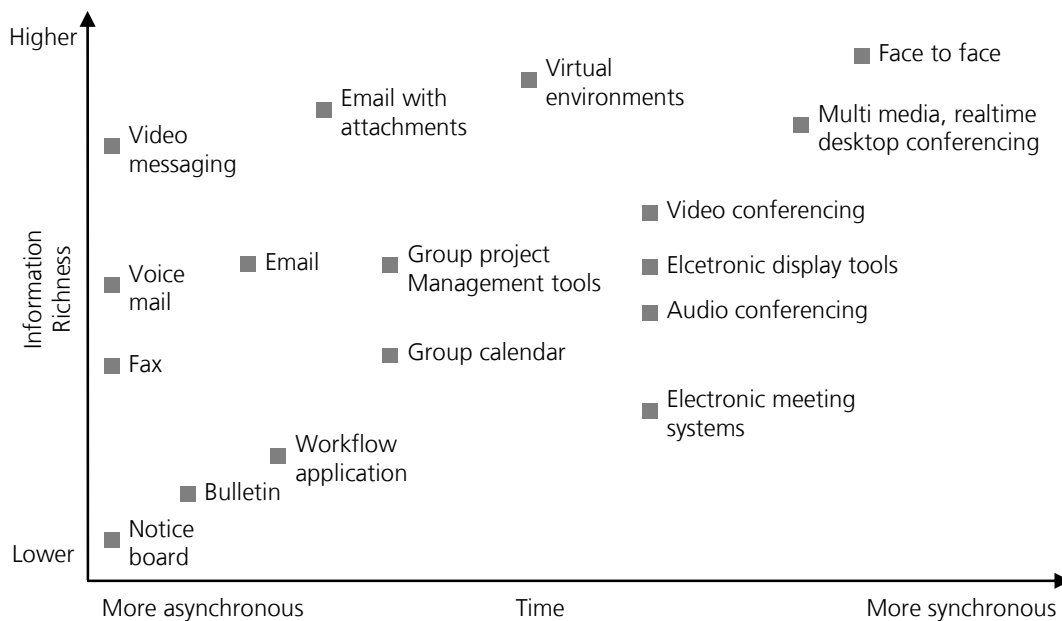 Higher
Face to face
Virtual
environments
Email with
attachments
Multi media, realtime
desktop conferencing
Video
messaging
Video conferencing
Information
Richness
Voice
mail
Email
Group project
Management tools
Elcetronic display tools
Audio conferencing
Fax
Group calendar
Electronic meeting
systems
Workflow
application
Bulletin
Notice
board
Lower
More asynchronous
Time
More synchronous